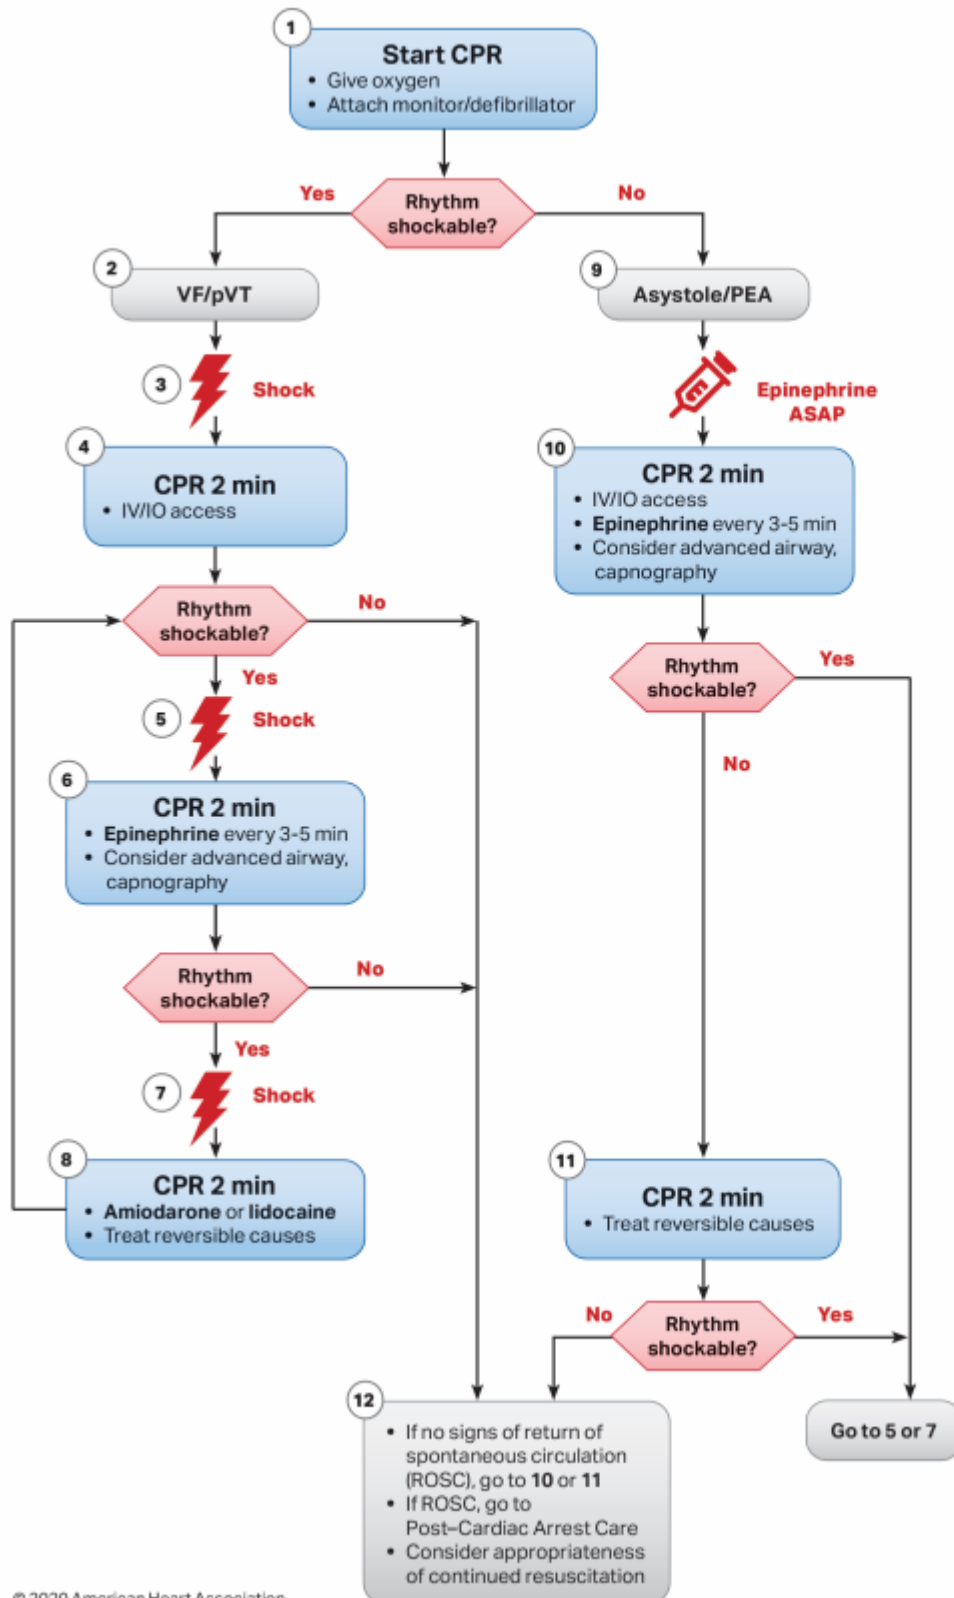 1
Start CPR
• Give oxygen
• Attach monitor/defibrillator
Rhythm
shockable?
Yes
No
2
VF/pVT
3
Shock
4
CPR 2 min
• IV/IO access
Rhythm
shockable?
No
Yes
5
Shock
6
CPR 2 min
• Epinephrine every 3-5 min
• Consider advanced airway,
capnography
Rhythm
shockable?
No
Yes
7
Shock
8
CPR 2 min
• Amiodarone or lidocaine
• Treat reversible causes
9
Asystole/PEA
Epinephrine
ASAP
10
CPR 2 min
• IV/IO access
• Epinephrine every 3-5 min
• Consider advanced airway,
capnography
Rhythm
shockable?
Yes
No
11
CPR 2 min
• Treat reversible causes
Rhythm
shockable?
No
Yes
12
• If no signs of return of
spontaneous circulation
(ROSC), go to 10 or 11
• If ROSC, go to
Post–Cardiac Arrest Care
• Consider appropriateness
of continued resuscitation
Go to 5 or 7
© 2020 American Heart Association